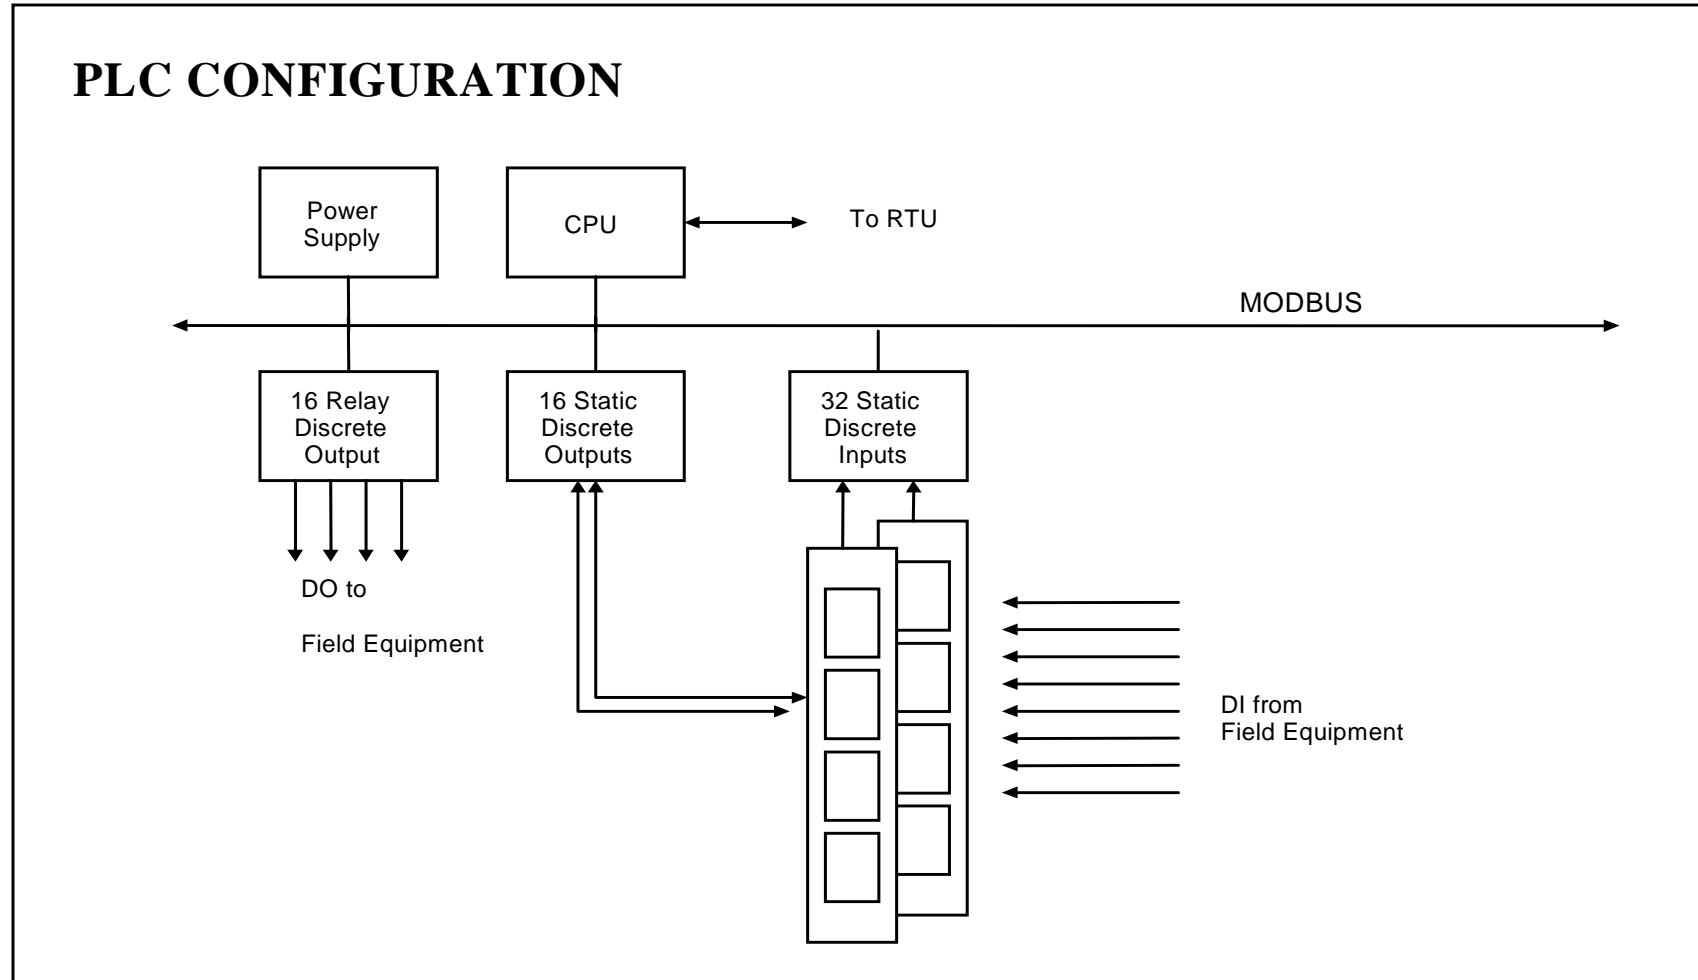 PLC CONFIGURATION
Power
Supply
CPU
To RTU
MODBUS
16 Relay
Discrete
Output
16 Static
Discrete
Outputs
32 Static
Discrete
Inputs
DO to
Field Equipment
DI from
Field Equipment